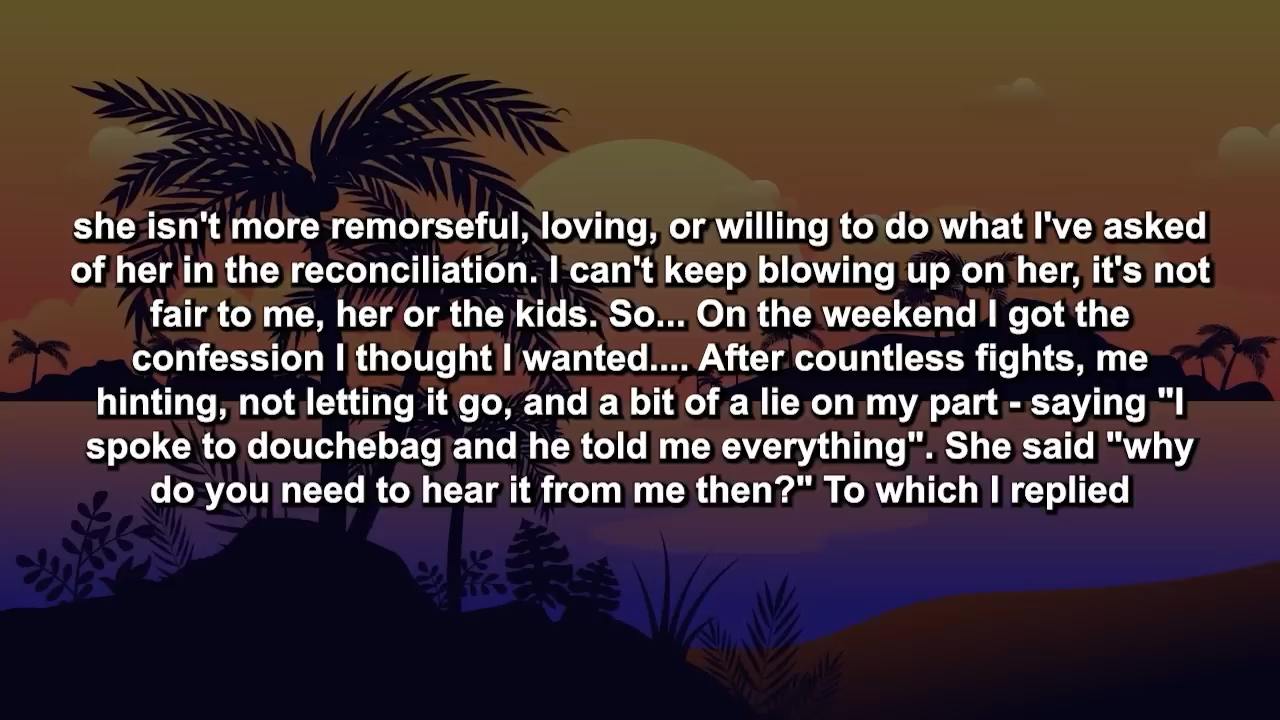 she isn't more remorseful, loving, or willing to do what I've asked
of her in the reconciliation. I can't keep blowing up on her, it's not
fair to me, her or the kids. So... On the weekend I got the
confession I thought I wanted.... After countless fights, me
hinting, not letting it go, and a bit of a lie on my part - saying "I
spoke to douchebag and he told me everything". She said "why
do you need to hear it from me then?" To which I replied